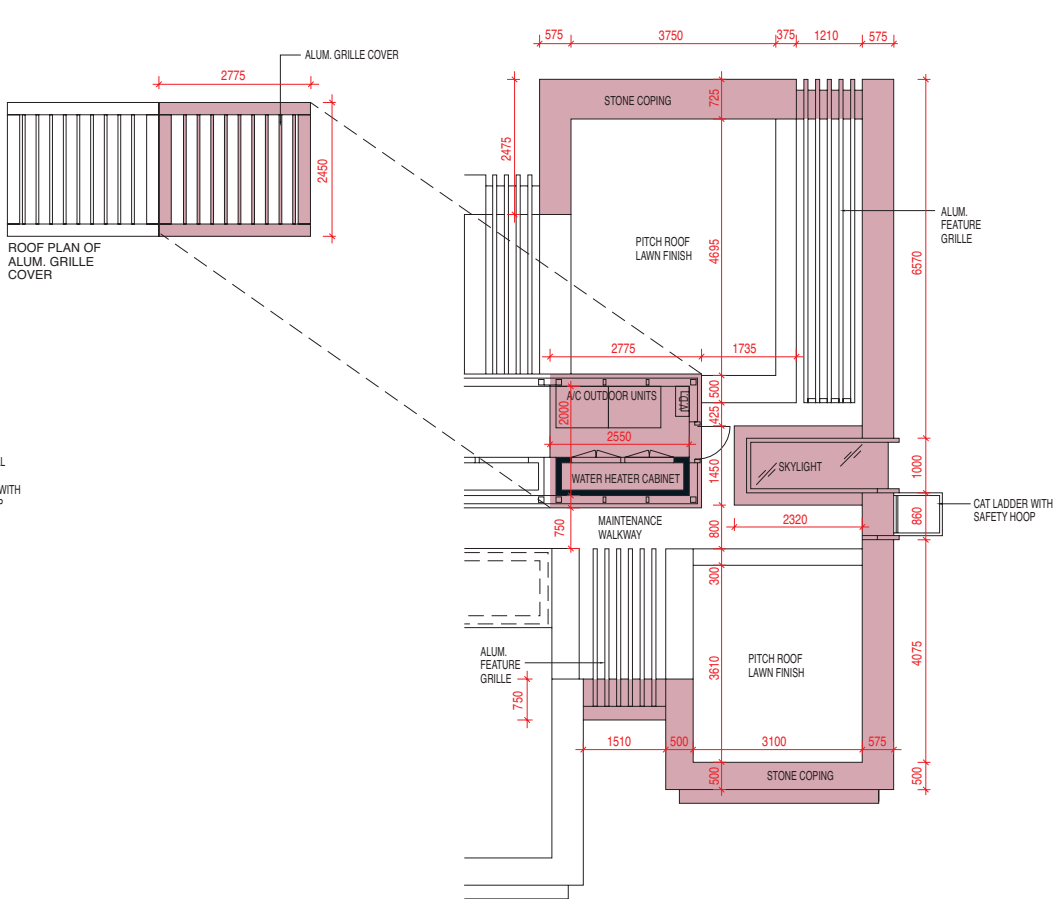 575
3750
375
1210
575
ALUM. GRILLE COVER
2775
2450
ROOF PLAN OF
ALUM. GRILLE
COVER
STONE COPING
725
2475
PITCH ROOF
LAWN FINISH
4695
ALUM.
FEATURE
GRILLE
6570
2775
1735
A/C OUTDOOR UNITS
2000
500
425
2550
WATER HEATER CABINET
1450
SKYLIGHT
1000
L
WITH
P
750
MAINTENANCE
WALKWAY
800
2320
860
CAT LADDER WITH
SAFETY HOOP
300
ALUM.
FEATURE
GRILLE
750
3610
PITCH ROOF
LAWN FINISH
4075
1510
500
3100
575
500
STONE COPING
500